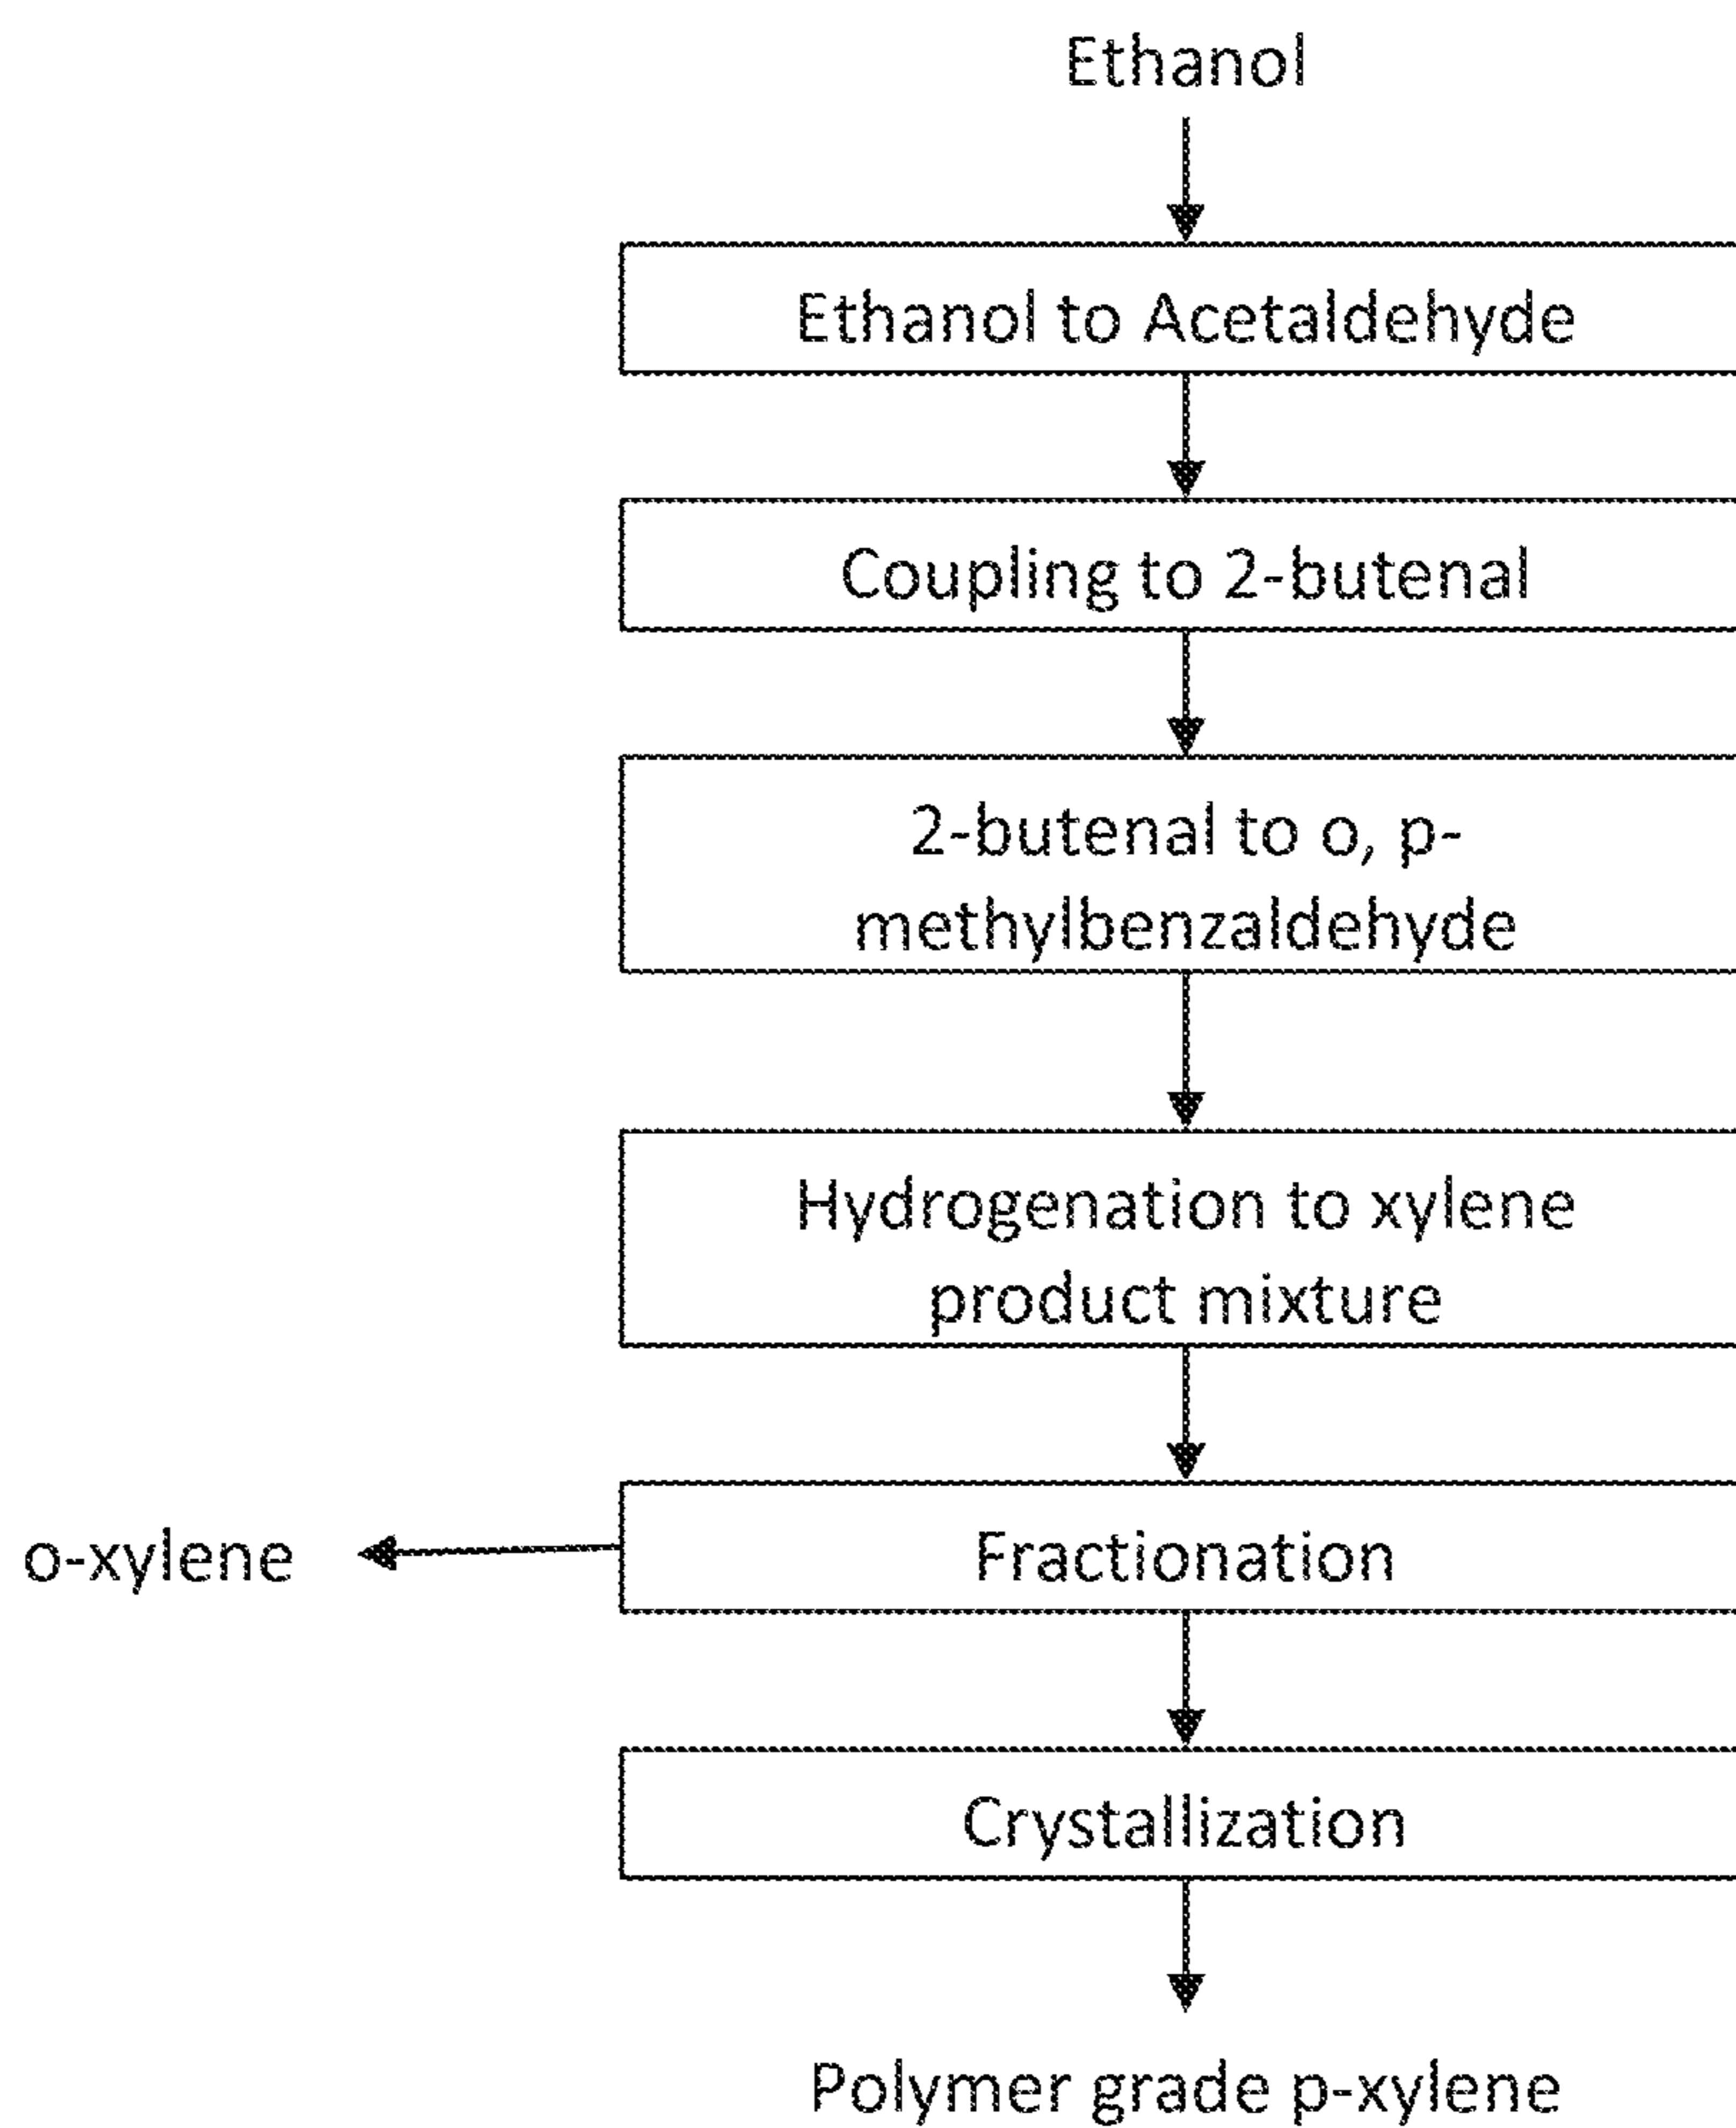 Ethanol
Ethanol to Acetaldehyde
Coupling to 2-butenal
2-butenal to o, p-
methylbenzaldehyde
Hydrogenation to xylene
product mixture
o-xylene
Fractionation
Crystallization
Polymer grade p-xylene